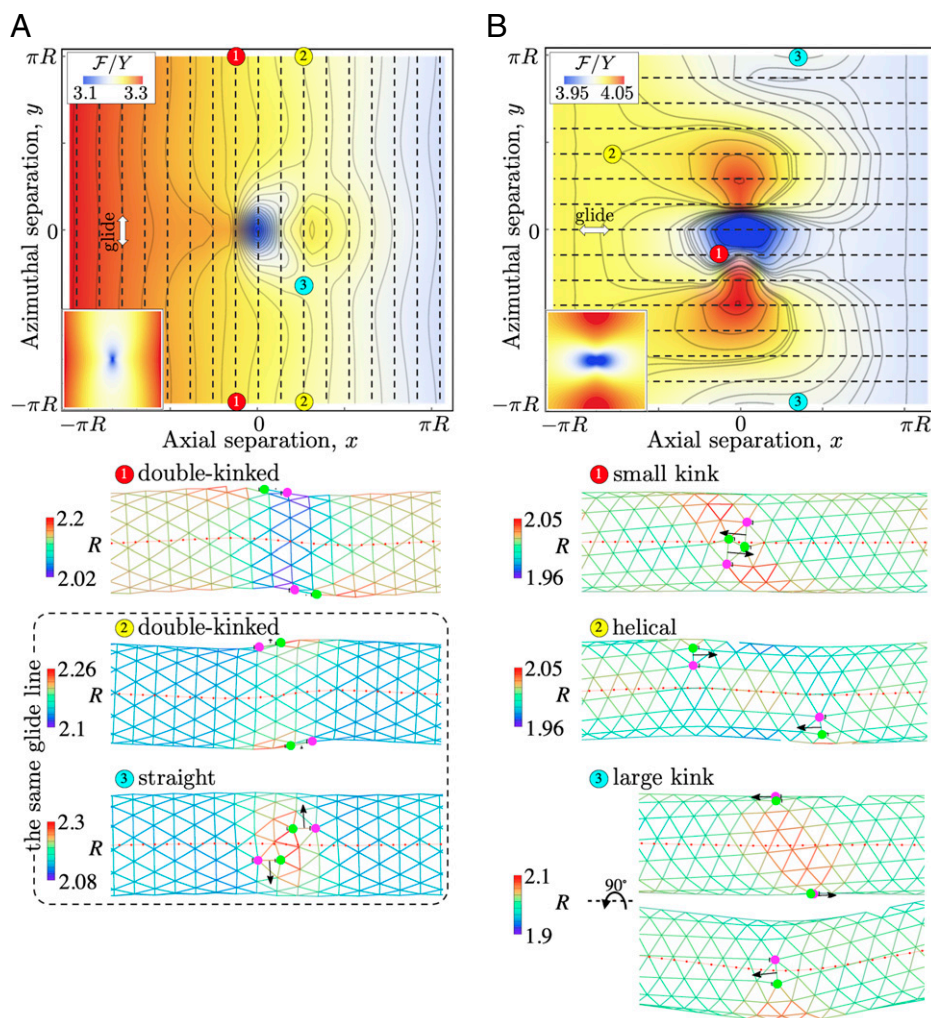 A
πR
F/Y
3.1 3.3
1
2
Azimuthal separation, y
0
glide
3
−πR
1
2
−πR
0
πR
Axial separation, x
1 double-kinked
2.2
R
2.02
the same glide line
2 double-kinked
2.26
R
2.1
3 straight
2.3
R
2.08
B
πR
F/Y
3.95 4.05
3
Azimuthal separation, y
2
0
glide
1
−πR
3
−πR
0
πR
Axial separation, x
1 small kink
2.05
R
1.96
2 helical
2.05
R
1.96
3 large kink
2.1
R
1.9
90°